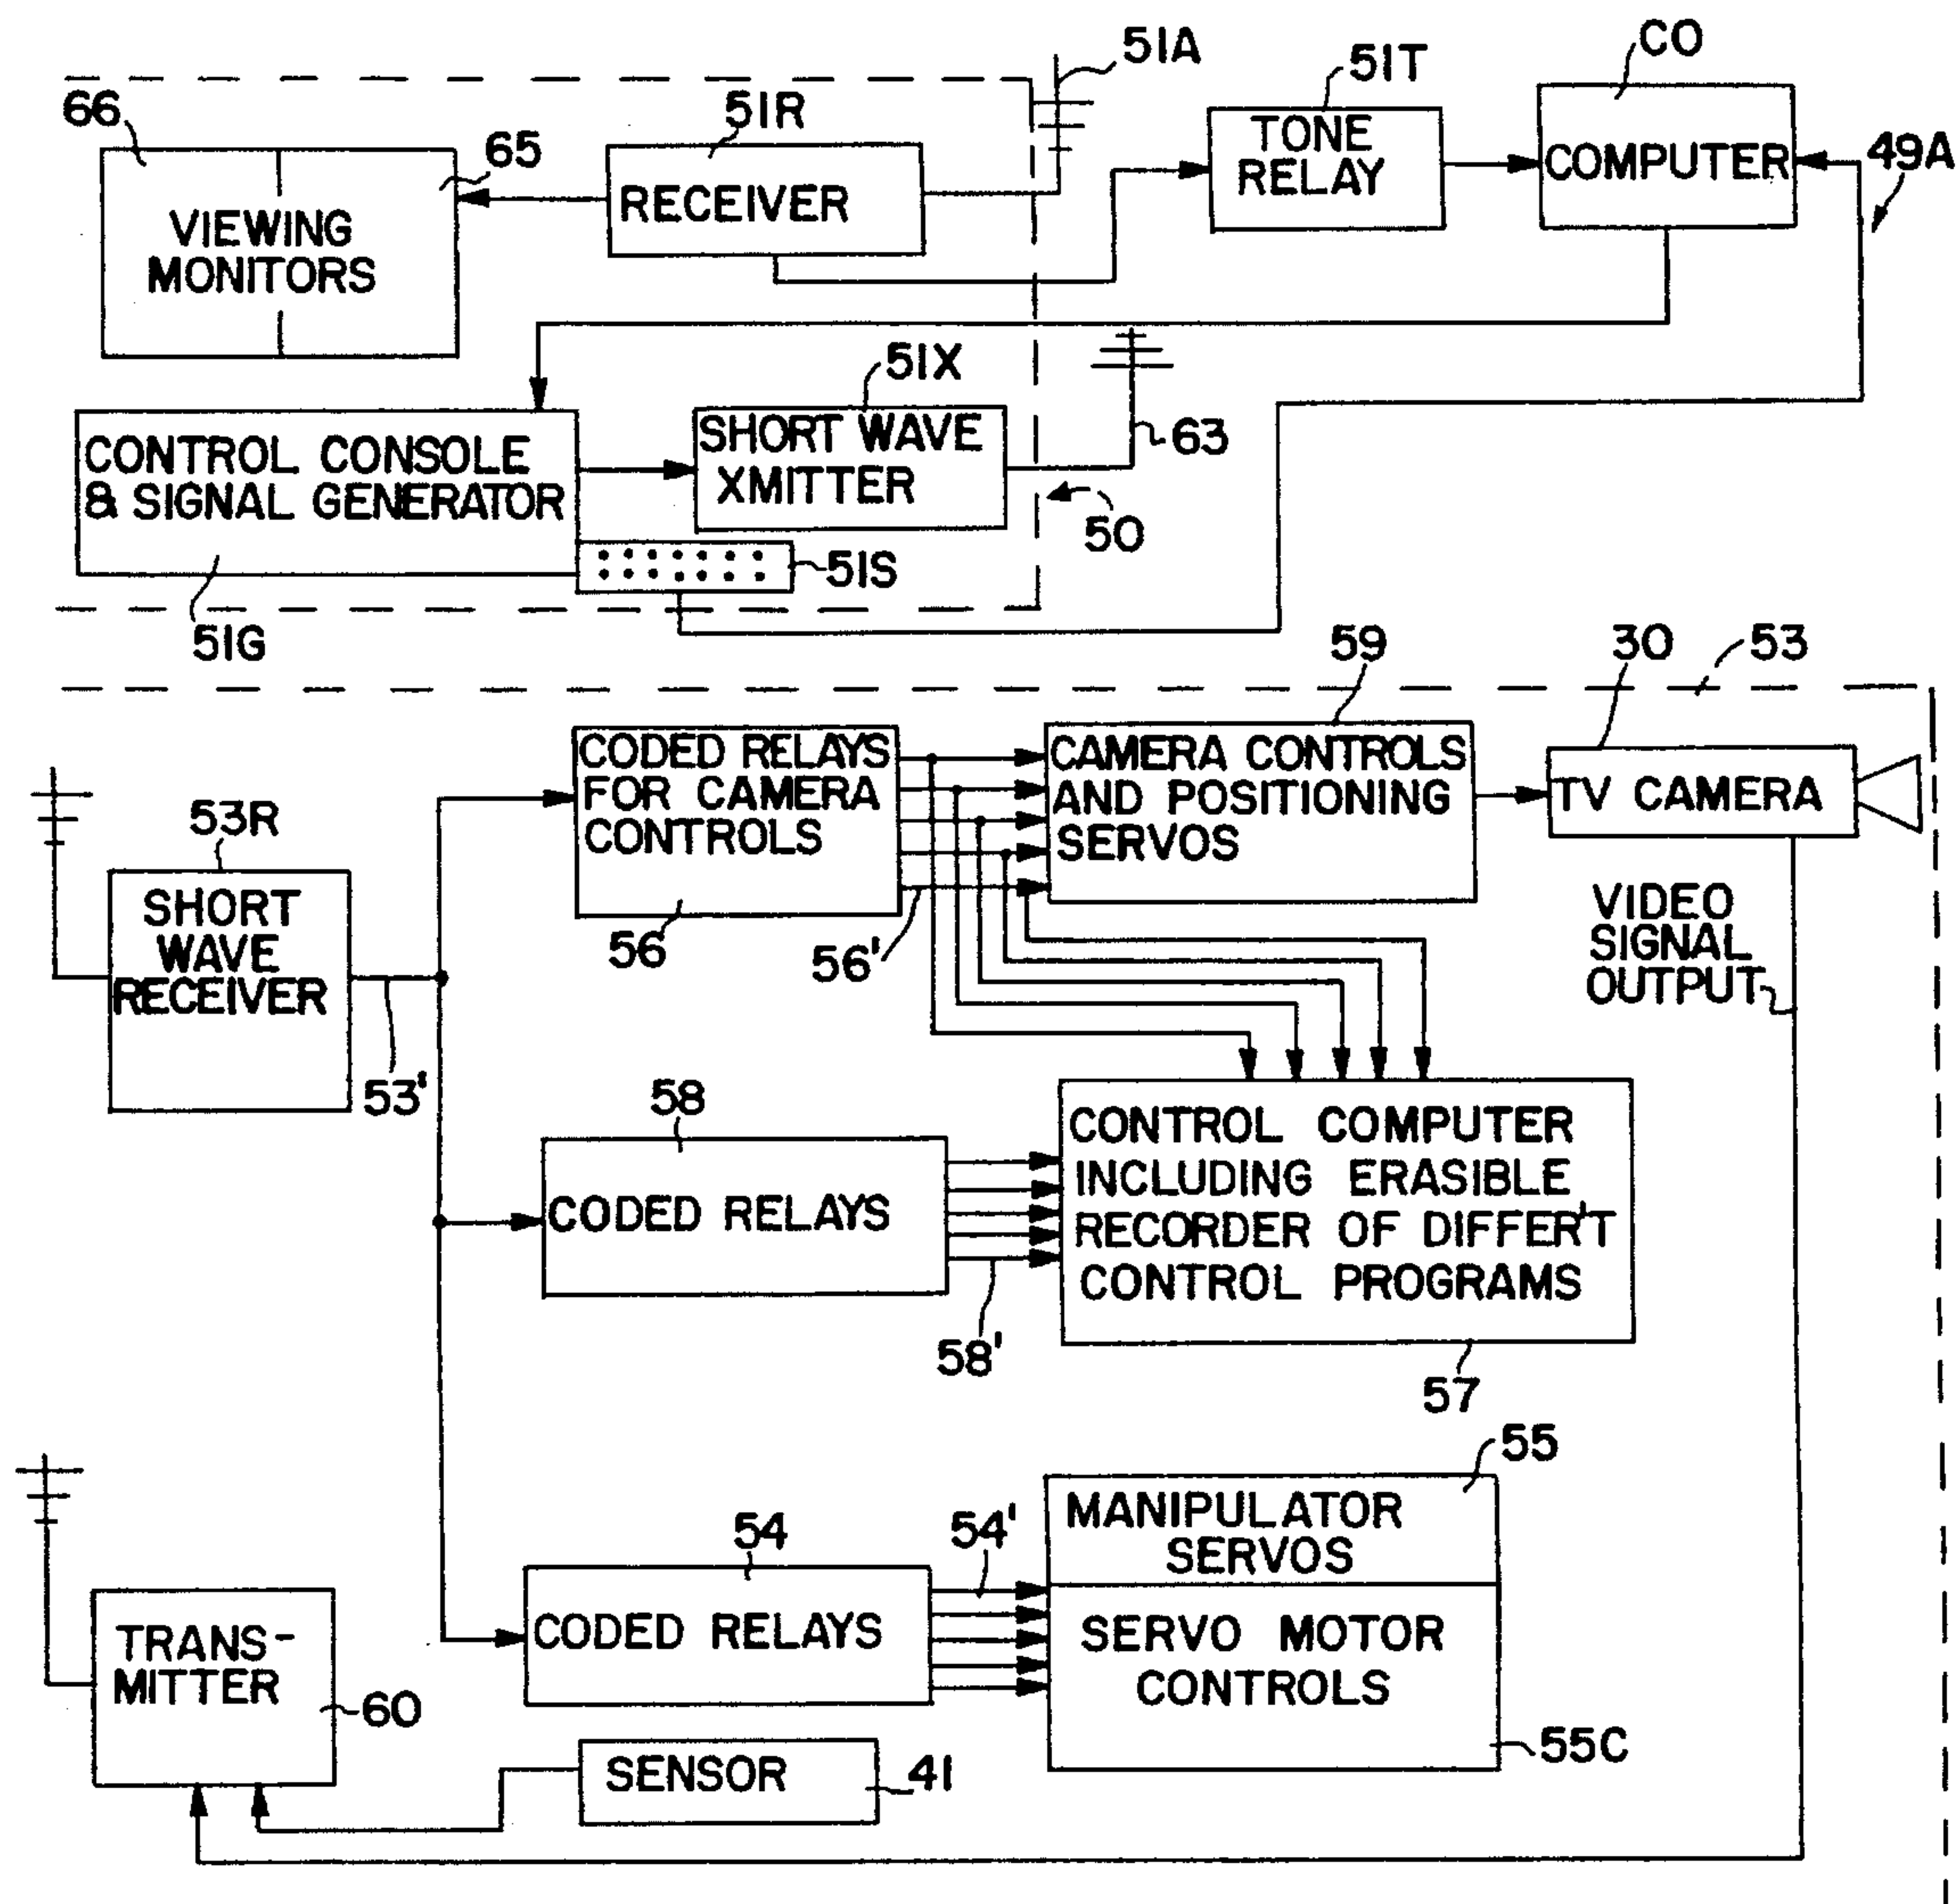 51A
51T
CO
66
51R
65
49A
TONE
RELAY
COMPUTER
RECEIVER
VIEWING
MONITORS
51X
SHORT WAVE
XMITTER
63
CONTROL CONSOLE
& SIGNAL GENERATOR
50
51S
51G
59
30
53
CODED RELAYS
FOR CAMERA
CONTROLS
CAMERA CONTROLS
AND POSITIONING
SERVOS
TV CAMERA
53R
SHORT
WAVE
RECEIVER
56
56'
VIDEO
SIGNAL
OUTPUT
53'
58
CODED RELAYS
CONTROL COMPUTER
INCLUDING ERASIBLE
RECORDER OF DIFFER'T
CONTROL PROGRAMS
58'
57
55
54
54'
MANIPULATOR
SERVOS
CODED RELAYS
SERVO MOTOR
CONTROLS
TRANS-
MITTER
60
55C
SENSOR
41